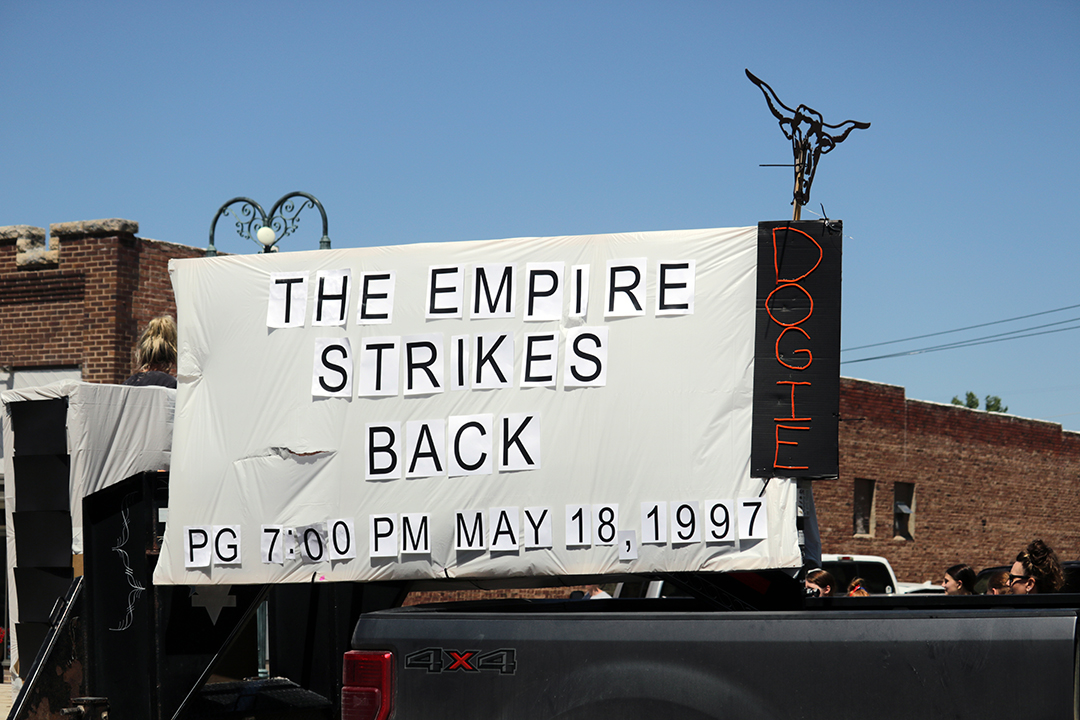 THE EMPIRE
STRIKES
BACK
PG 7:00 PM MAY 18, 1997
DOGIE
4X4